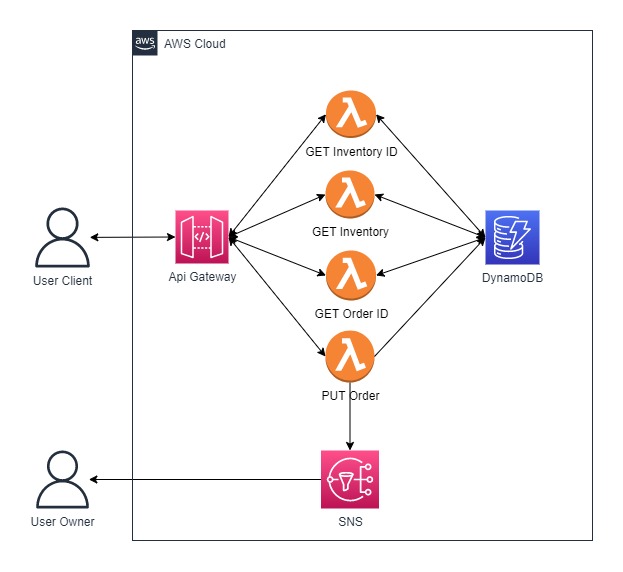 aws
AWS Cloud
GET Inventory ID
GET Inventory
User Client
Api Gateway
</>
DynamoDB
GET Order ID
PUT Order
User Owner
SNS